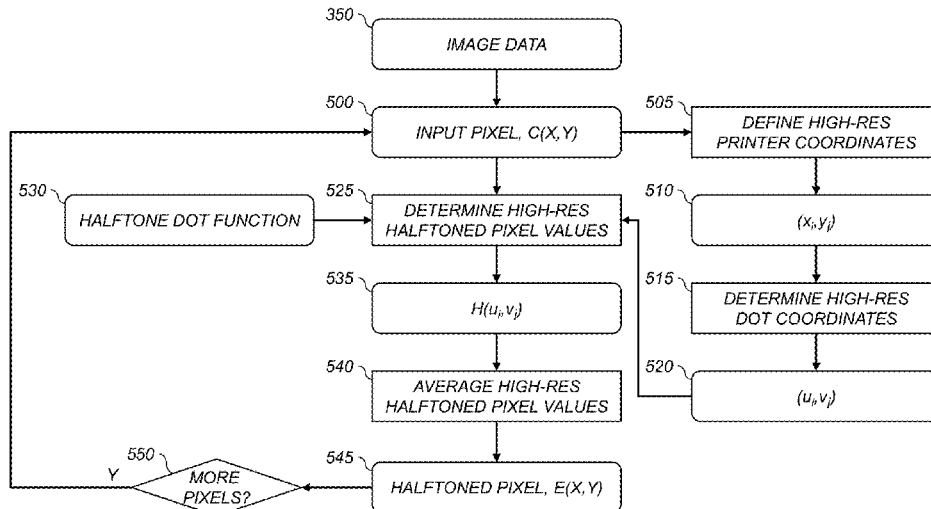 350
IMAGE DATA
500
INPUT PIXEL, C(X,Y)
505
DEFINE HIGH-RES
PRINTER COORDINATES
530
HALFTONE DOT FUNCTION
525
DETERMINE HIGH-RES
HALFTONED PIXEL VALUES
510
(xᵢ,yⱼ)
535
H(uᵢ,vⱼ)
515
DETERMINE HIGH-RES
DOT COORDINATES
540
AVERAGE HIGH-RES
HALFTONED PIXEL VALUES
520
(uᵢ,vⱼ)
545
HALFTONED PIXEL, E(X,Y)
550
Y
MORE
PIXELS?